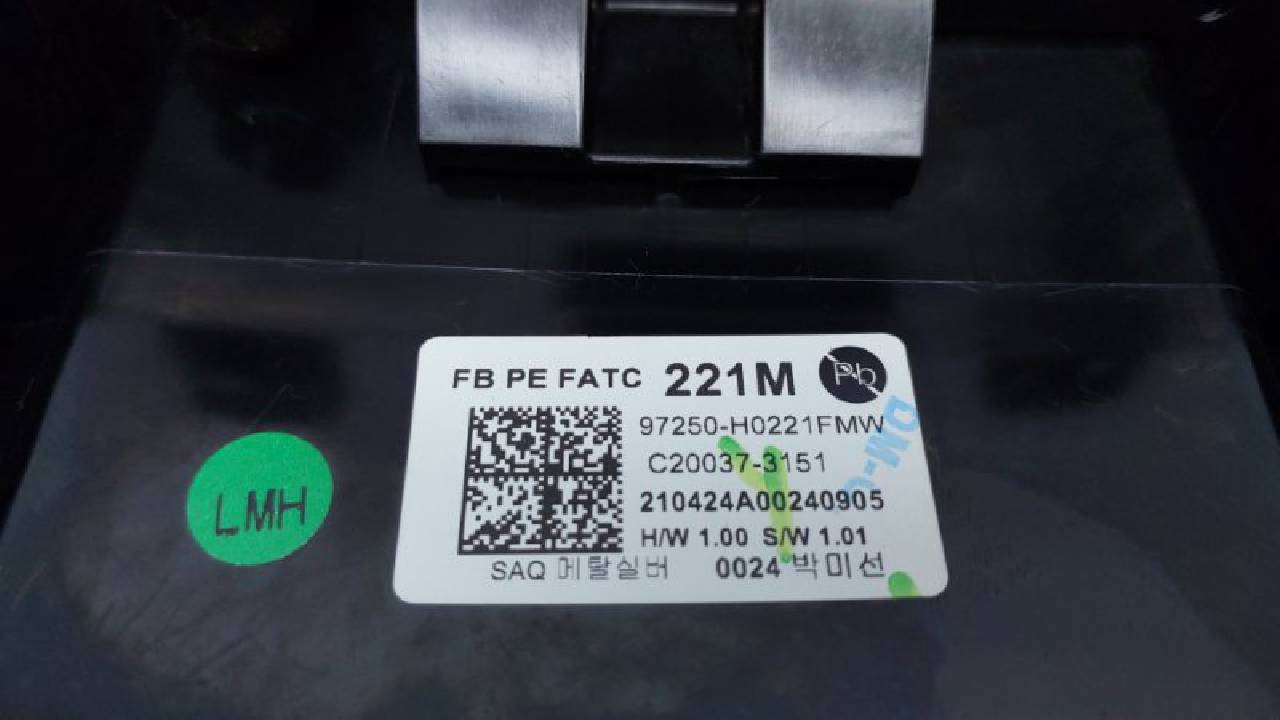 FB PE FATC 221M Pb
97250-H0221FMW
C20037-3151
210424A00240905
H/W 1.00 S/W 1.01
SAQ 메탈실버 0024 박미선
LMH